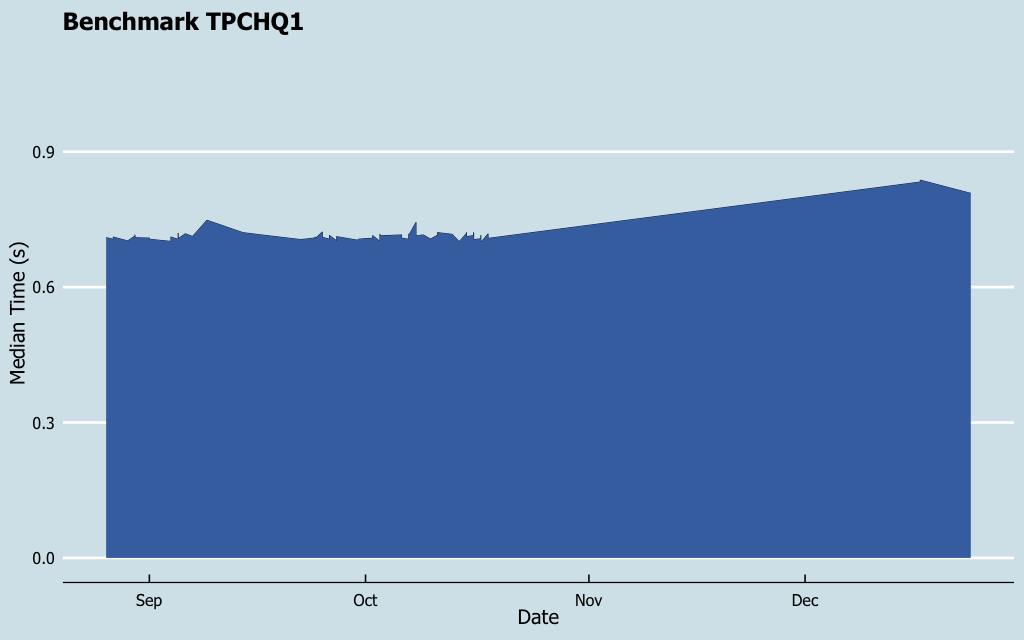 Benchmark TPCHQ1
Median Time (s)
0.9
0.6
0.3
0.0
Sep Oct Nov Dec
Date